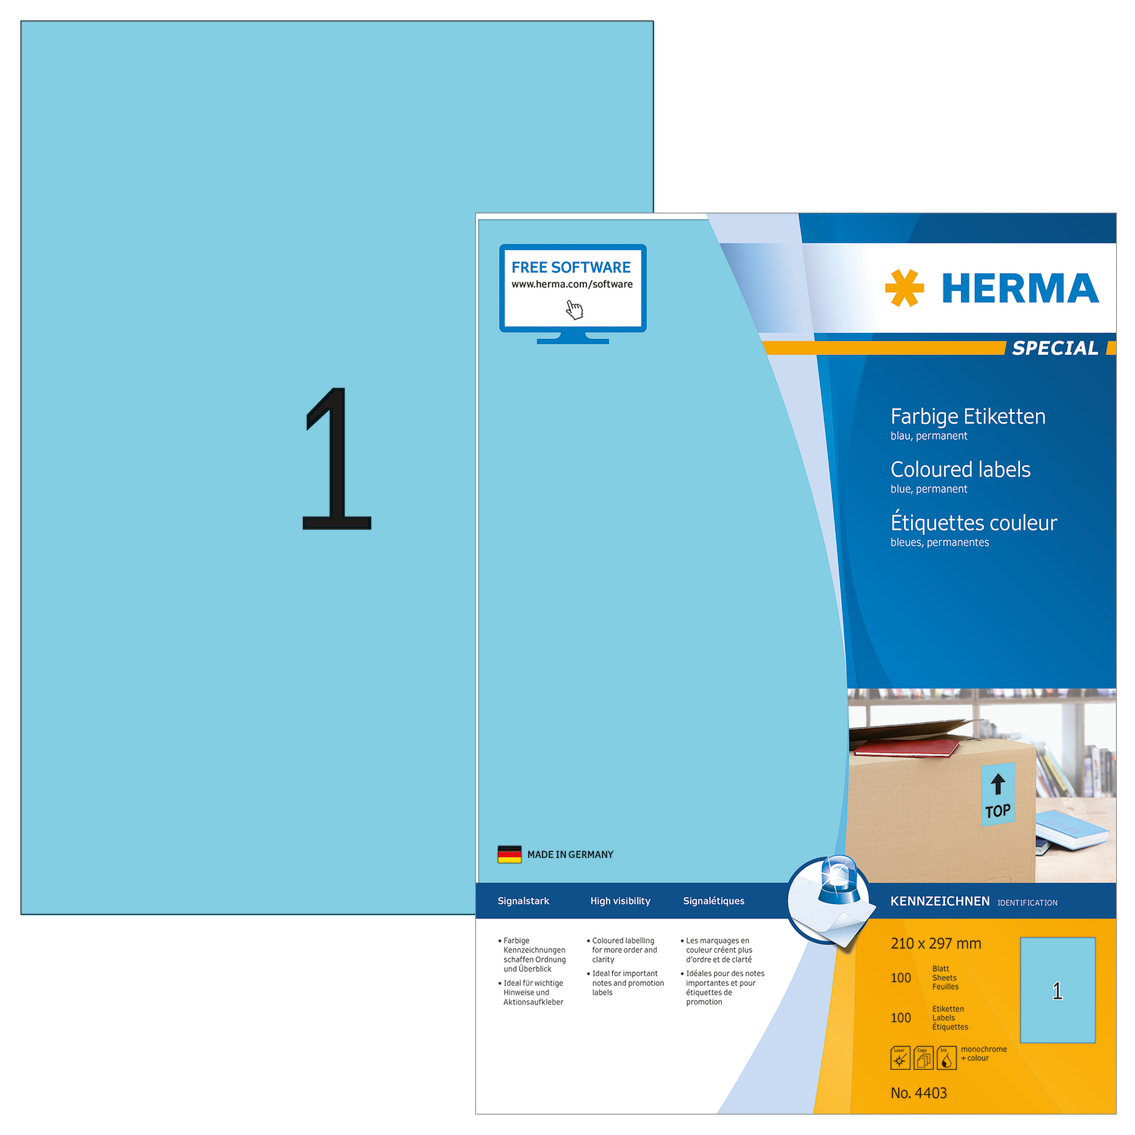 1
FREE SOFTWARE
www.herma.com/software
HERMA
SPECIAL
Farbige Etiketten
blau, permanent
Coloured labels
blue, permanent
Étiquettes couleur
bleues, permanentes
TOP
MADE IN GERMANY
Signalstark
High visibility
Signalétiques
KENNZEICHNEN IDENTIFICATION
• Farbige
Kennzeichnungen
schaffen Ordnung
und Überblick
• Ideal für wichtige
Hinweise und
Aktionsaufkleber
• Coloured labelling
for more order and
clarity
• Ideal for important
notes and promotion
labels
• Les marquages en
couleur créent plus
d'ordre et de clarté
• Idéales pour des notes
importantes et pour
étiquettes de
promotion
210 x 297 mm
100
Blatt
Sheets
Feuilles
100
Etiketten
Labels
Étiquettes
1
Laser
Copy
Ink
monochrome
+ colour
No. 4403